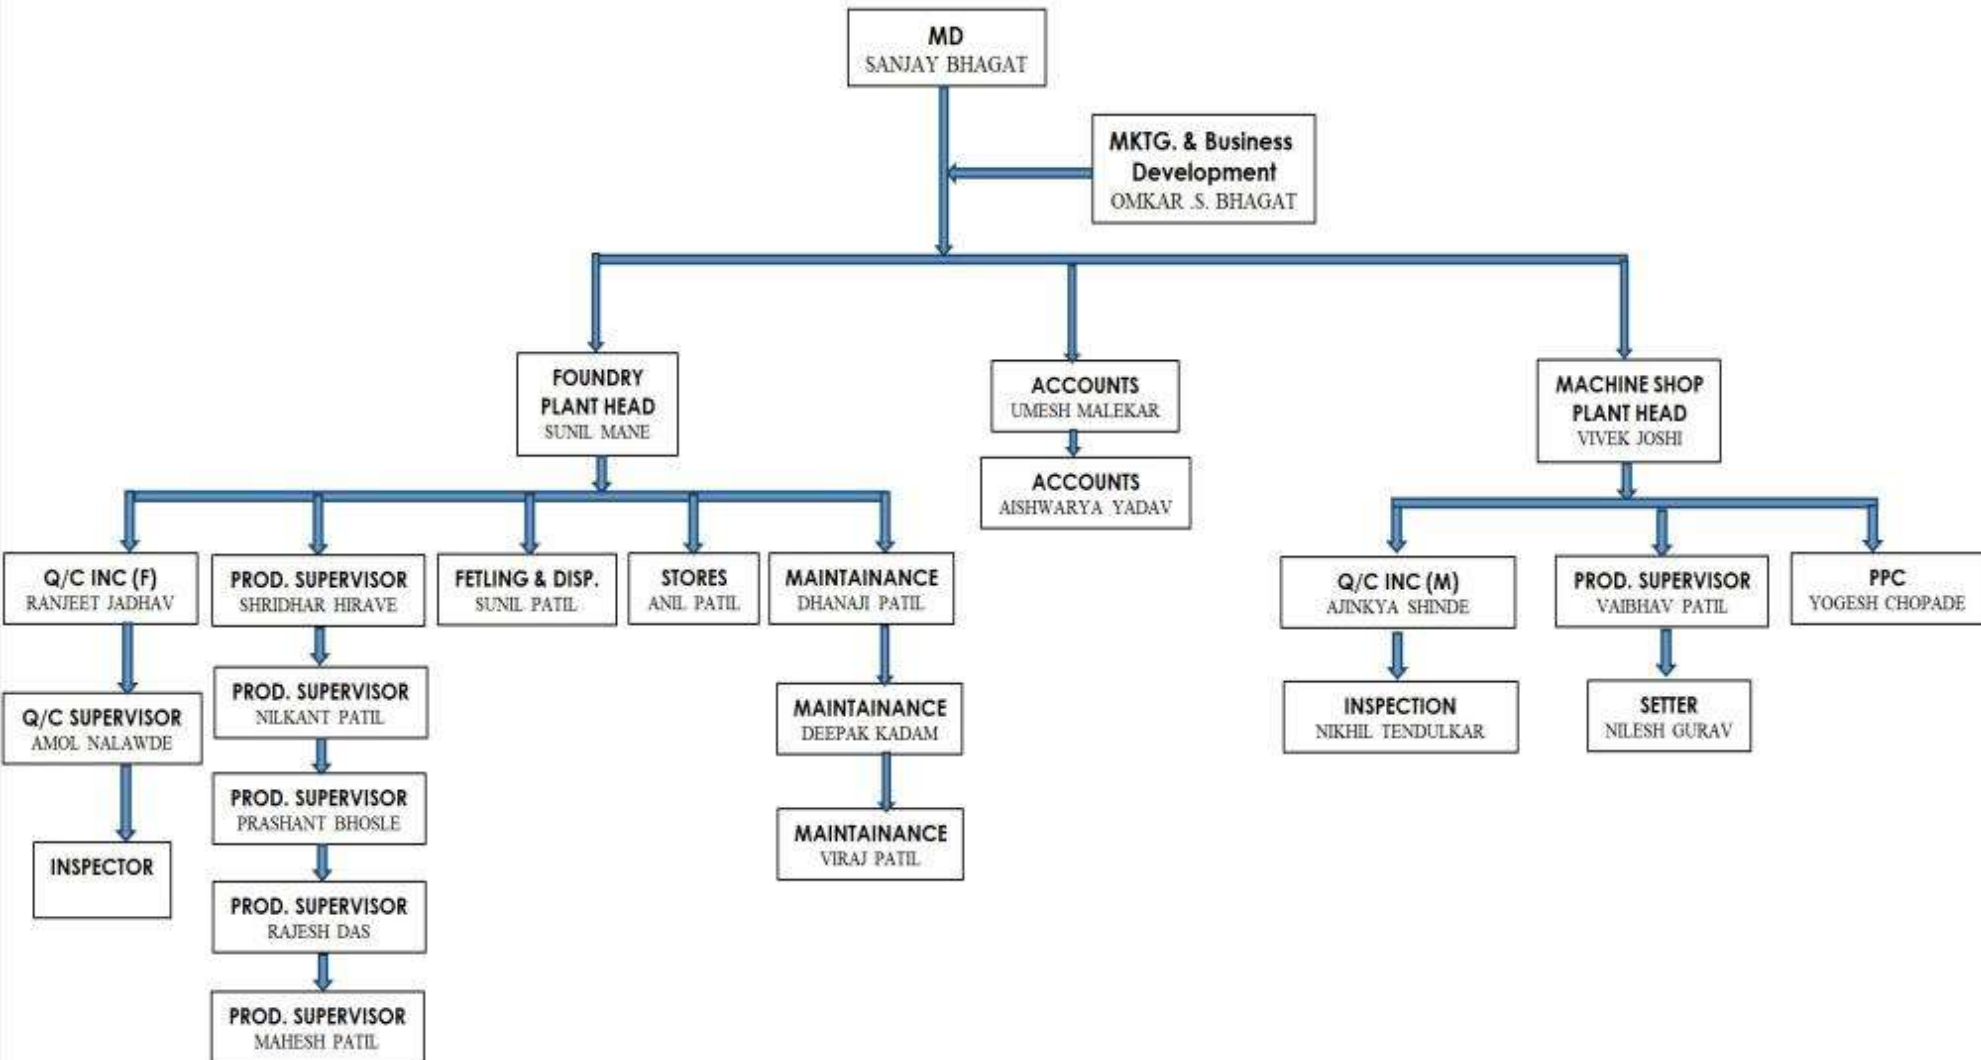 MD
SANJAY BHAGAT
MKTG. & Business
Development
OMKAR .S. BHAGAT
FOUNDRY
PLANT HEAD
SUNIL MANE
ACCOUNTS
UMESH MALEKAR
ACCOUNTS
AISHWARYA YADAV
MACHINE SHOP
PLANT HEAD
VIVEK JOSHI
Q/C INC (F)
RANJEET JADHAV
Q/C SUPERVISOR
AMOL NALAWDE
INSPECTOR
PROD. SUPERVISOR
SHRIDHAR HIRAVE
PROD. SUPERVISOR
NILKANT PATIL
PROD. SUPERVISOR
PRASHANT BHOSLE
PROD. SUPERVISOR
RAJESH DAS
PROD. SUPERVISOR
MAHESH PATIL
FETLING & DISP.
SUNIL PATIL
STORES
ANIL PATIL
MAINTAINANCE
DHANAJI PATIL
MAINTAINANCE
DEEPAK KADAM
MAINTAINANCE
VIRAJ PATIL
Q/C INC (M)
AJINKYA SHINDE
INSPECTION
NIKHIL TENDULKAR
PROD. SUPERVISOR
VAIBHAV PATIL
SETTER
NILESH GURAV
PPC
YOGESH CHOPADE